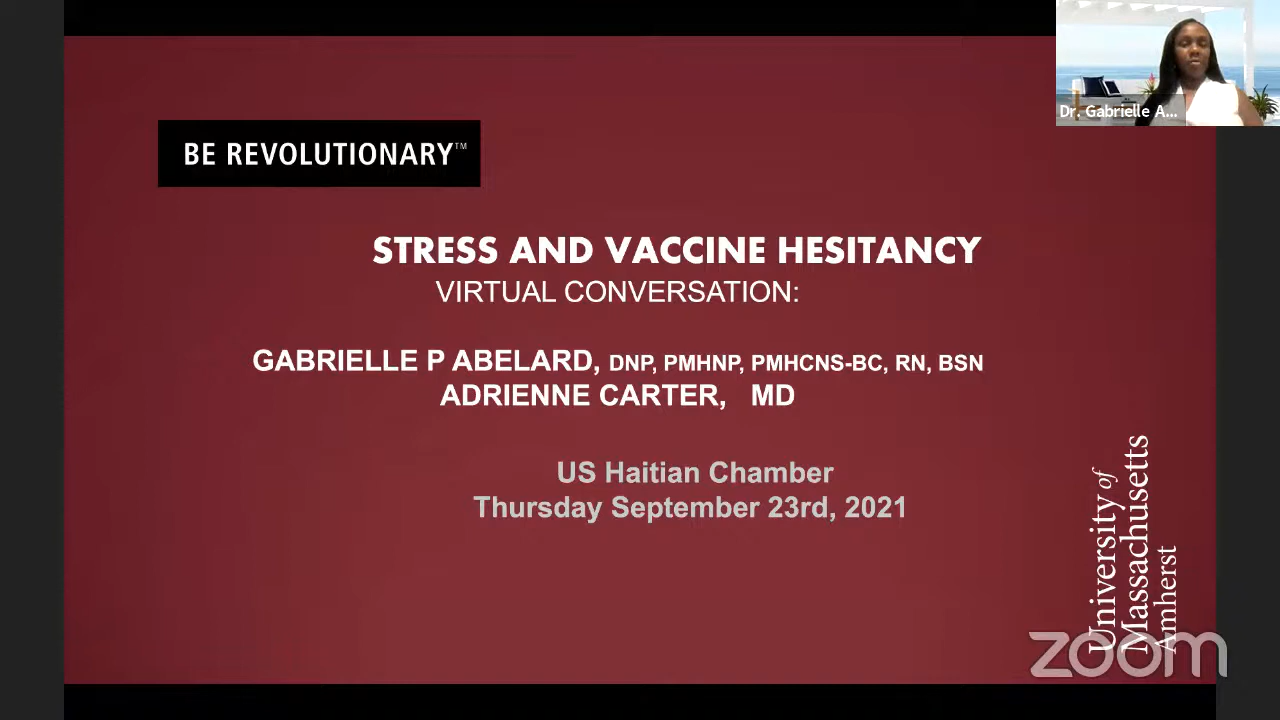 Dr. Gabrielle A...
BE REVOLUTIONARY™
STRESS AND VACCINE HESITANCY
VIRTUAL CONVERSATION:
GABRIELLE P ABELARD, DNP, PMHNP, PMHCNS-BC, RN, BSN
ADRIENNE CARTER, MD
US Haitian Chamber
Thursday September 23rd, 2021
University of
Massachusetts
Amherst
zoom